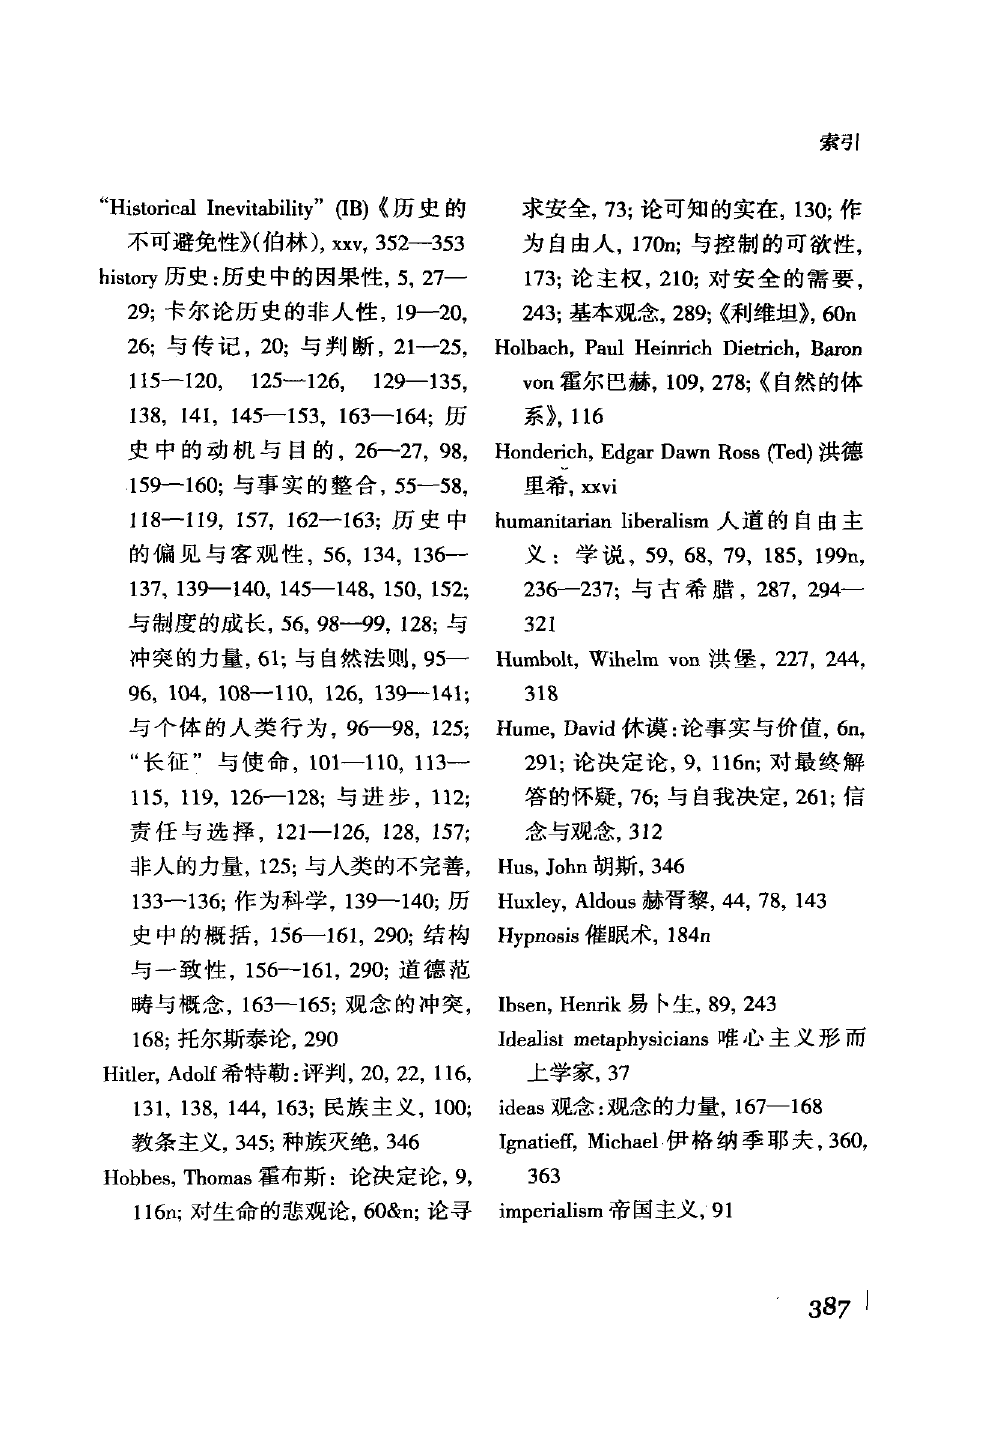 索引
“Historical Inevitability” (IB)《历史的
不可避免性》(伯林), xxv, 352—353
history 历史:历史中的因果性, 5, 27—
29; 卡尔论历史的非人性, 19—20,
26; 与传记, 20; 与判断, 21—25,
115—120, 125—126, 129—135,
138, 141, 145—153, 163—164; 历
史中的动机与目的, 26—27, 98,
159—160; 与事实的整合, 55—58,
118—119, 157, 162—163; 历史中
的偏见与客观性, 56, 134, 136—
137, 139—140, 145—148, 150, 152;
与制度的成长, 56, 98—99, 128; 与
冲突的力量, 61; 与自然法则, 95—
96, 104, 108—110, 126, 139—141;
与个体的人类行为, 96—98, 125;
“长征” 与使命, 101—110, 113—
115, 119, 126—128; 与进步, 112;
责任与选择, 121—126, 128, 157;
非人的力量, 125; 与人类的不完善,
133—136; 作为科学, 139—140; 历
史中的概括, 156—161, 290; 结构
与一致性, 156—161, 290; 道德范
畴与概念, 163—165; 观念的冲突,
168; 托尔斯泰论, 290
Hitler, Adolf 希特勒:评判, 20, 22, 116,
131, 138, 144, 163; 民族主义, 100;
教条主义, 345; 种族灭绝, 346
Hobbes, Thomas 霍布斯: 论决定论, 9,
116n; 对生命的悲观论, 60&n; 论寻
求安全, 73; 论可知的实在, 130; 作
为自由人, 170n; 与控制的可欲性,
173; 论主权, 210; 对安全的需要,
243; 基本观念, 289;《利维坦》, 60n
Holbach, Paul Heinrich Dietrich, Baron
von 霍尔巴赫, 109, 278;《自然的体
系》, 116
Honderich, Edgar Dawn Ross (Ted) 洪德
里希, xxvi
humanitarian liberalism 人道的自由主
义: 学说, 59, 68, 79, 185, 199n,
236—237; 与古希腊, 287, 294—
321
Humbolt, Wihelm von 洪堡, 227, 244,
318
Hume, David 休谟:论事实与价值, 6n,
291; 论决定论, 9, 116n; 对最终解
答的怀疑, 76; 与自我决定, 261; 信
念与观念, 312
Hus, John 胡斯, 346
Huxley, Aldous 赫胥黎, 44, 78, 143
Hypnosis 催眠术, 184n
Ibsen, Henrik 易卜生, 89, 243
Idealist metaphysicians 唯心主义形而
上学家, 37
ideas 观念:观念的力量, 167—168
Ignatieff, Michael 伊格纳季耶夫, 360,
363
imperialism 帝国主义, 91
387